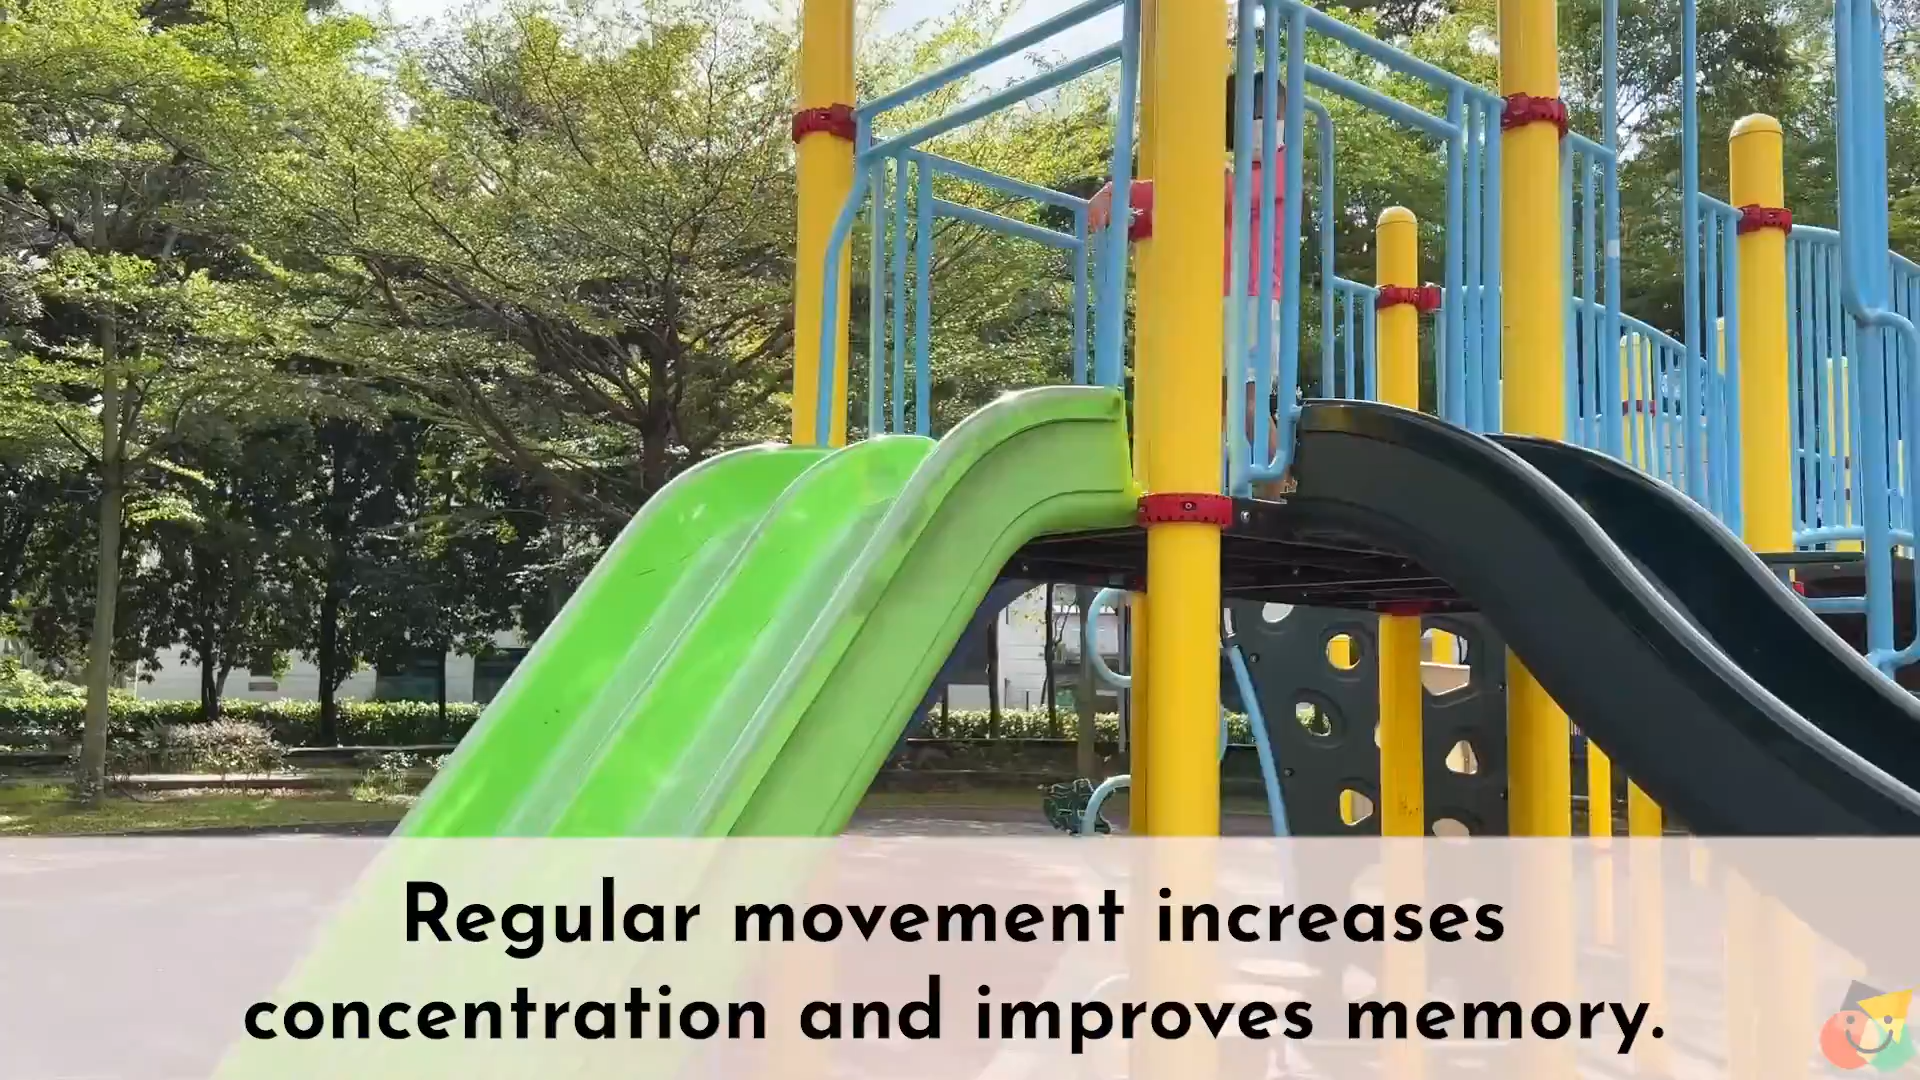 Regular movement increases
concentration and improves memory.